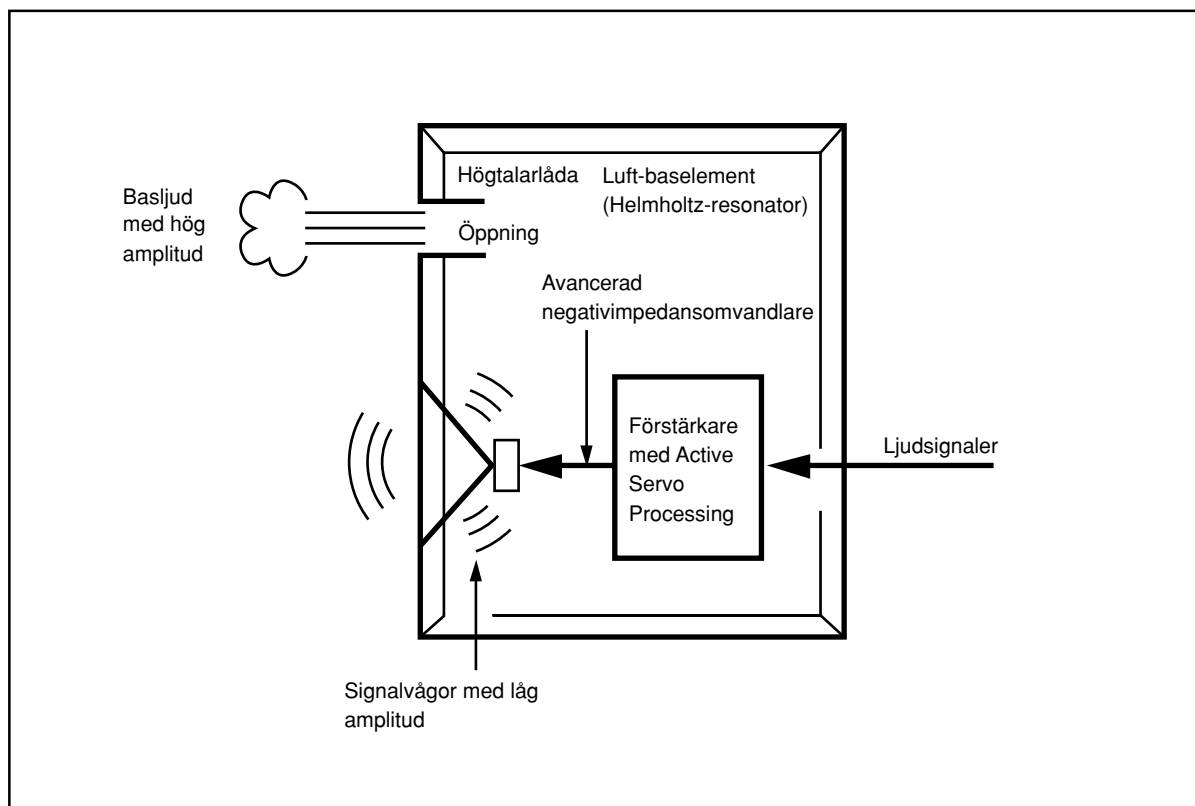 Högtalarlåda
Luft-baselement
(Helmholtz-resonator)
Basljud
med hög
amplitud
Öppning
Avancerad
negativimpedansomvandlare
Förstärkare
med Active
Servo
Processing
Ljudsignaler
Signalvågor med låg
amplitud